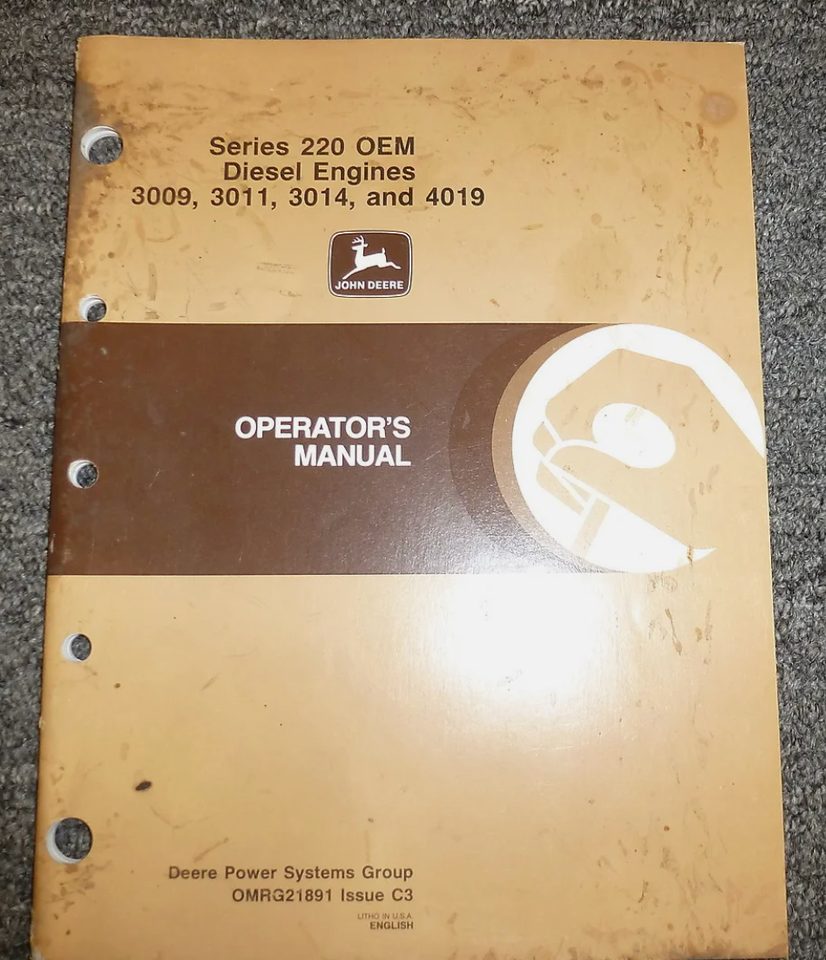 Series 220 OEM
Diesel Engines
3009, 3011, 3014, and 4019
JOHN DEERE
OPERATOR'S
MANUAL
Deere Power Systems Group
OMRG21891 Issue C3
LITHO IN U.S.A.
ENGLISH